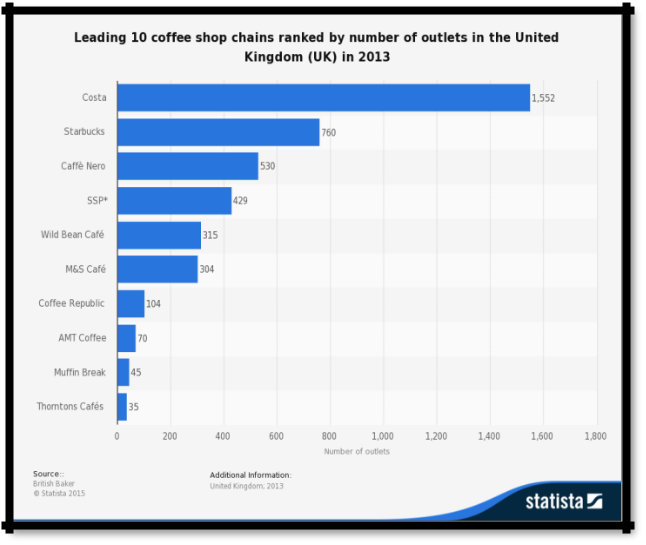 Leading 10 coffee shop chains ranked by number of outlets in the United
Kingdom (UK) in 2013
Costa 1,552
Starbucks 760
Caffè Nero 530
SSP* 429
Wild Bean Café 315
M&S Café 304
Coffee Republic 104
AMT Coffee 70
Muffin Break 45
Thorntons Cafés 35
0 200 400 600 800 1,000 1,200 1,400 1,600 1,800
Number of outlets
Source::
British Baker
© Statista 2015
Additional Information:
United Kingdom; 2013
statista